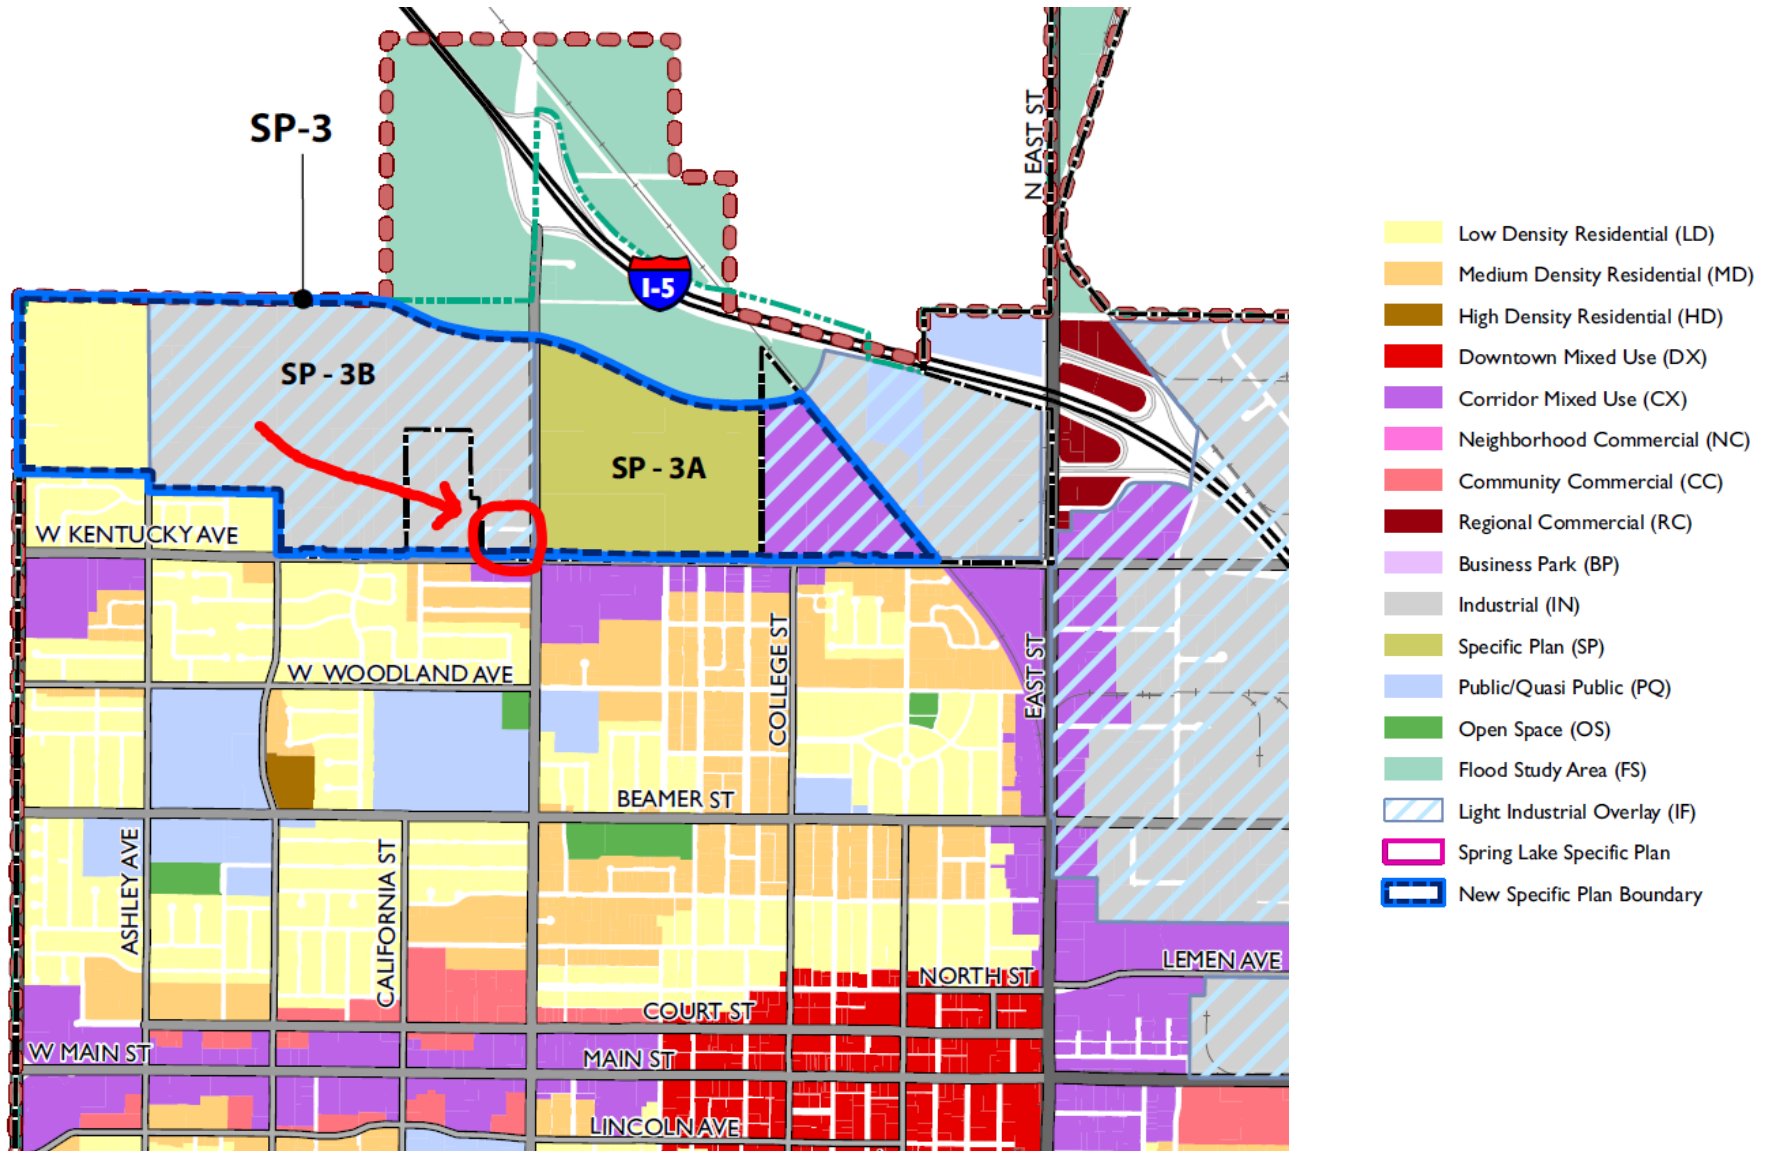 SP-3
N EAST ST
I-5
SP - 3B
SP - 3A
W KENTUCKY AVE
W WOODLAND AVE
COLLEGE ST
EAST ST
BEAMER ST
ASHLEY AVE
CALIFORNIA ST
NORTH ST
LEMEN AVE
COURT ST
W MAIN ST
MAIN ST
LINCOLN AVE
Low Density Residential (LD)
Medium Density Residential (MD)
High Density Residential (HD)
Downtown Mixed Use (DX)
Corridor Mixed Use (CX)
Neighborhood Commercial (NC)
Community Commercial (CC)
Regional Commercial (RC)
Business Park (BP)
Industrial (IN)
Specific Plan (SP)
Public/Quasi Public (PQ)
Open Space (OS)
Flood Study Area (FS)
Light Industrial Overlay (IF)
Spring Lake Specific Plan
New Specific Plan Boundary